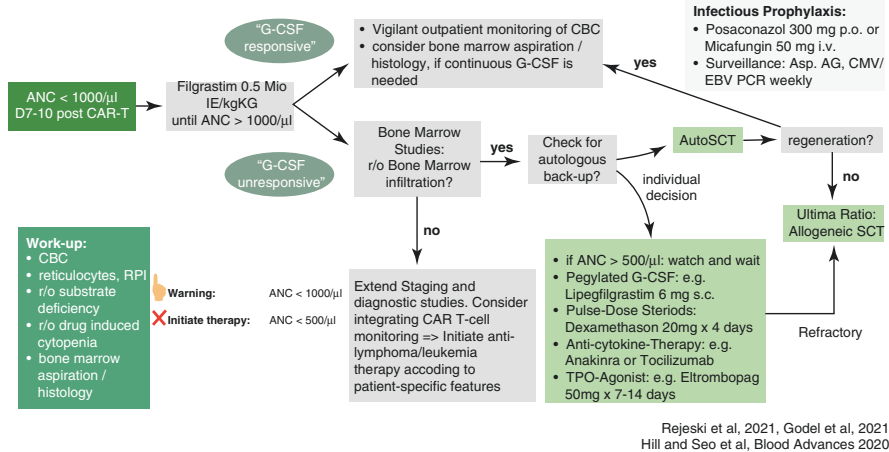 "G-CSF
responsive"
• Vigilant outpatient monitoring of CBC
• consider bone marrow aspiration /
histology, if continuous G-CSF is
needed
yes
Infectious Prophylaxis:
• Posaconazol 300 mg p.o. or
Micafungin 50 mg i.v.
• Surveillance: Asp. AG, CMV/
EBV PCR weekly
ANC < 1000/µl
D7-10 post CAR-T
Filgrastim 0.5 Mio
IE/kgKG
until ANC > 1000/µl
"G-CSF
unresponsive"
Bone Marrow
Studies:
r/o Bone Marrow
infiltration?
yes
Check for
autologous
back-up?
AutoSCT
regeneration?
individual
decision
no
no
Ultima Ratio:
Allogeneic SCT
Work-up:
• CBC
• reticulocytes, RPI
• r/o substrate
deficiency
• r/o drug induced
cytopenia
• bone marrow
aspiration /
histology
Warning: ANC < 1000/µl
Initiate therapy: ANC < 500/µl
Extend Staging and
diagnostic studies. Consider
integrating CAR T-cell
monitoring => Initiate anti-
lymphoma/leukemia
therapy accoding to
patient-specific features
• if ANC > 500/µl: watch and wait
• Pegylated G-CSF: e.g.
Lipegfilgrastim 6 mg s.c.
• Pulse-Dose Steriods:
Dexamethason 20mg x 4 days
• Anti-cytokine-Therapy: e.g.
Anakinra or Tocilizumab
• TPO-Agonist: e.g. Eltrombopag
50mg x 7-14 days
Refractory
Rejeski et al, 2021, Godel et al, 2021
Hill and Seo et al, Blood Advances 2020